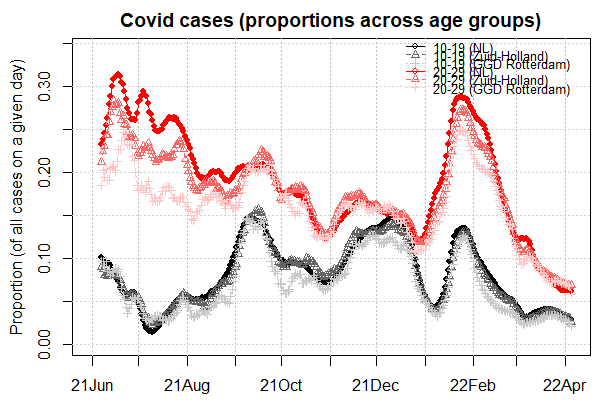 Covid cases (proportions across age groups)
Proportion (of all cases on a given day)
0.30
0.20
0.10
0.00
10-19 (NL)
10-19 (Zuid-Holland)
10-19 (GGD Rotterdam)
20-29 (NL)
20-29 (Zuid-Holland)
20-29 (GGD Rotterdam)
21Jun 21Aug 21Oct 21Dec 22Feb 22Apr